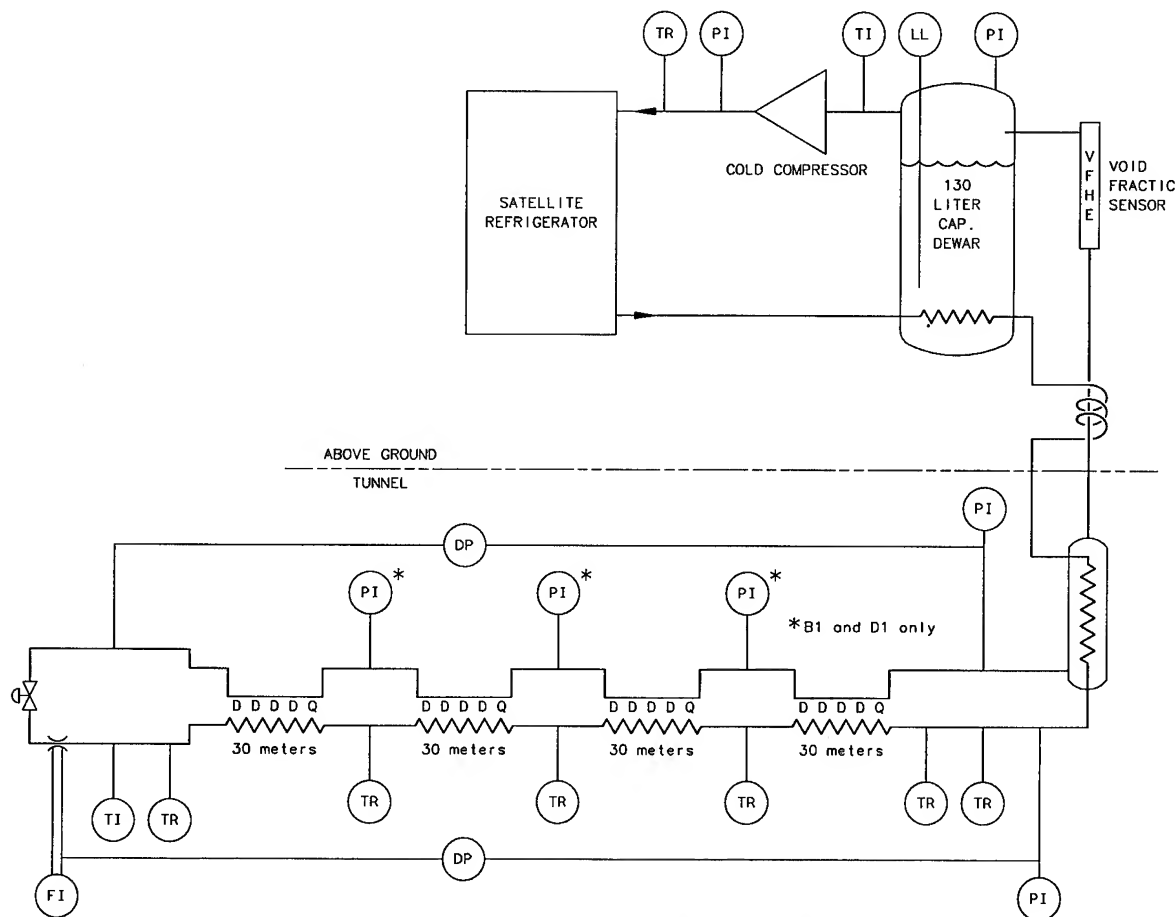 TR
PI
TI
LL
PI
SATELLITE
REFRIGERATOR
COLD COMPRESSOR
130
LITER
CAP.
DEWAR
V
F
H
E
VOID
FRACTIC
SENSOR
ABOVE GROUND
TUNNEL
PI
DP
PI *
PI *
PI *
*B1 and D1 only
D D D D Q
D D D D Q
D D D D Q
D D D D Q
30 meters
30 meters
30 meters
30 meters
TI
TR
TR
TR
TR
TR
TR
DP
FI
PI